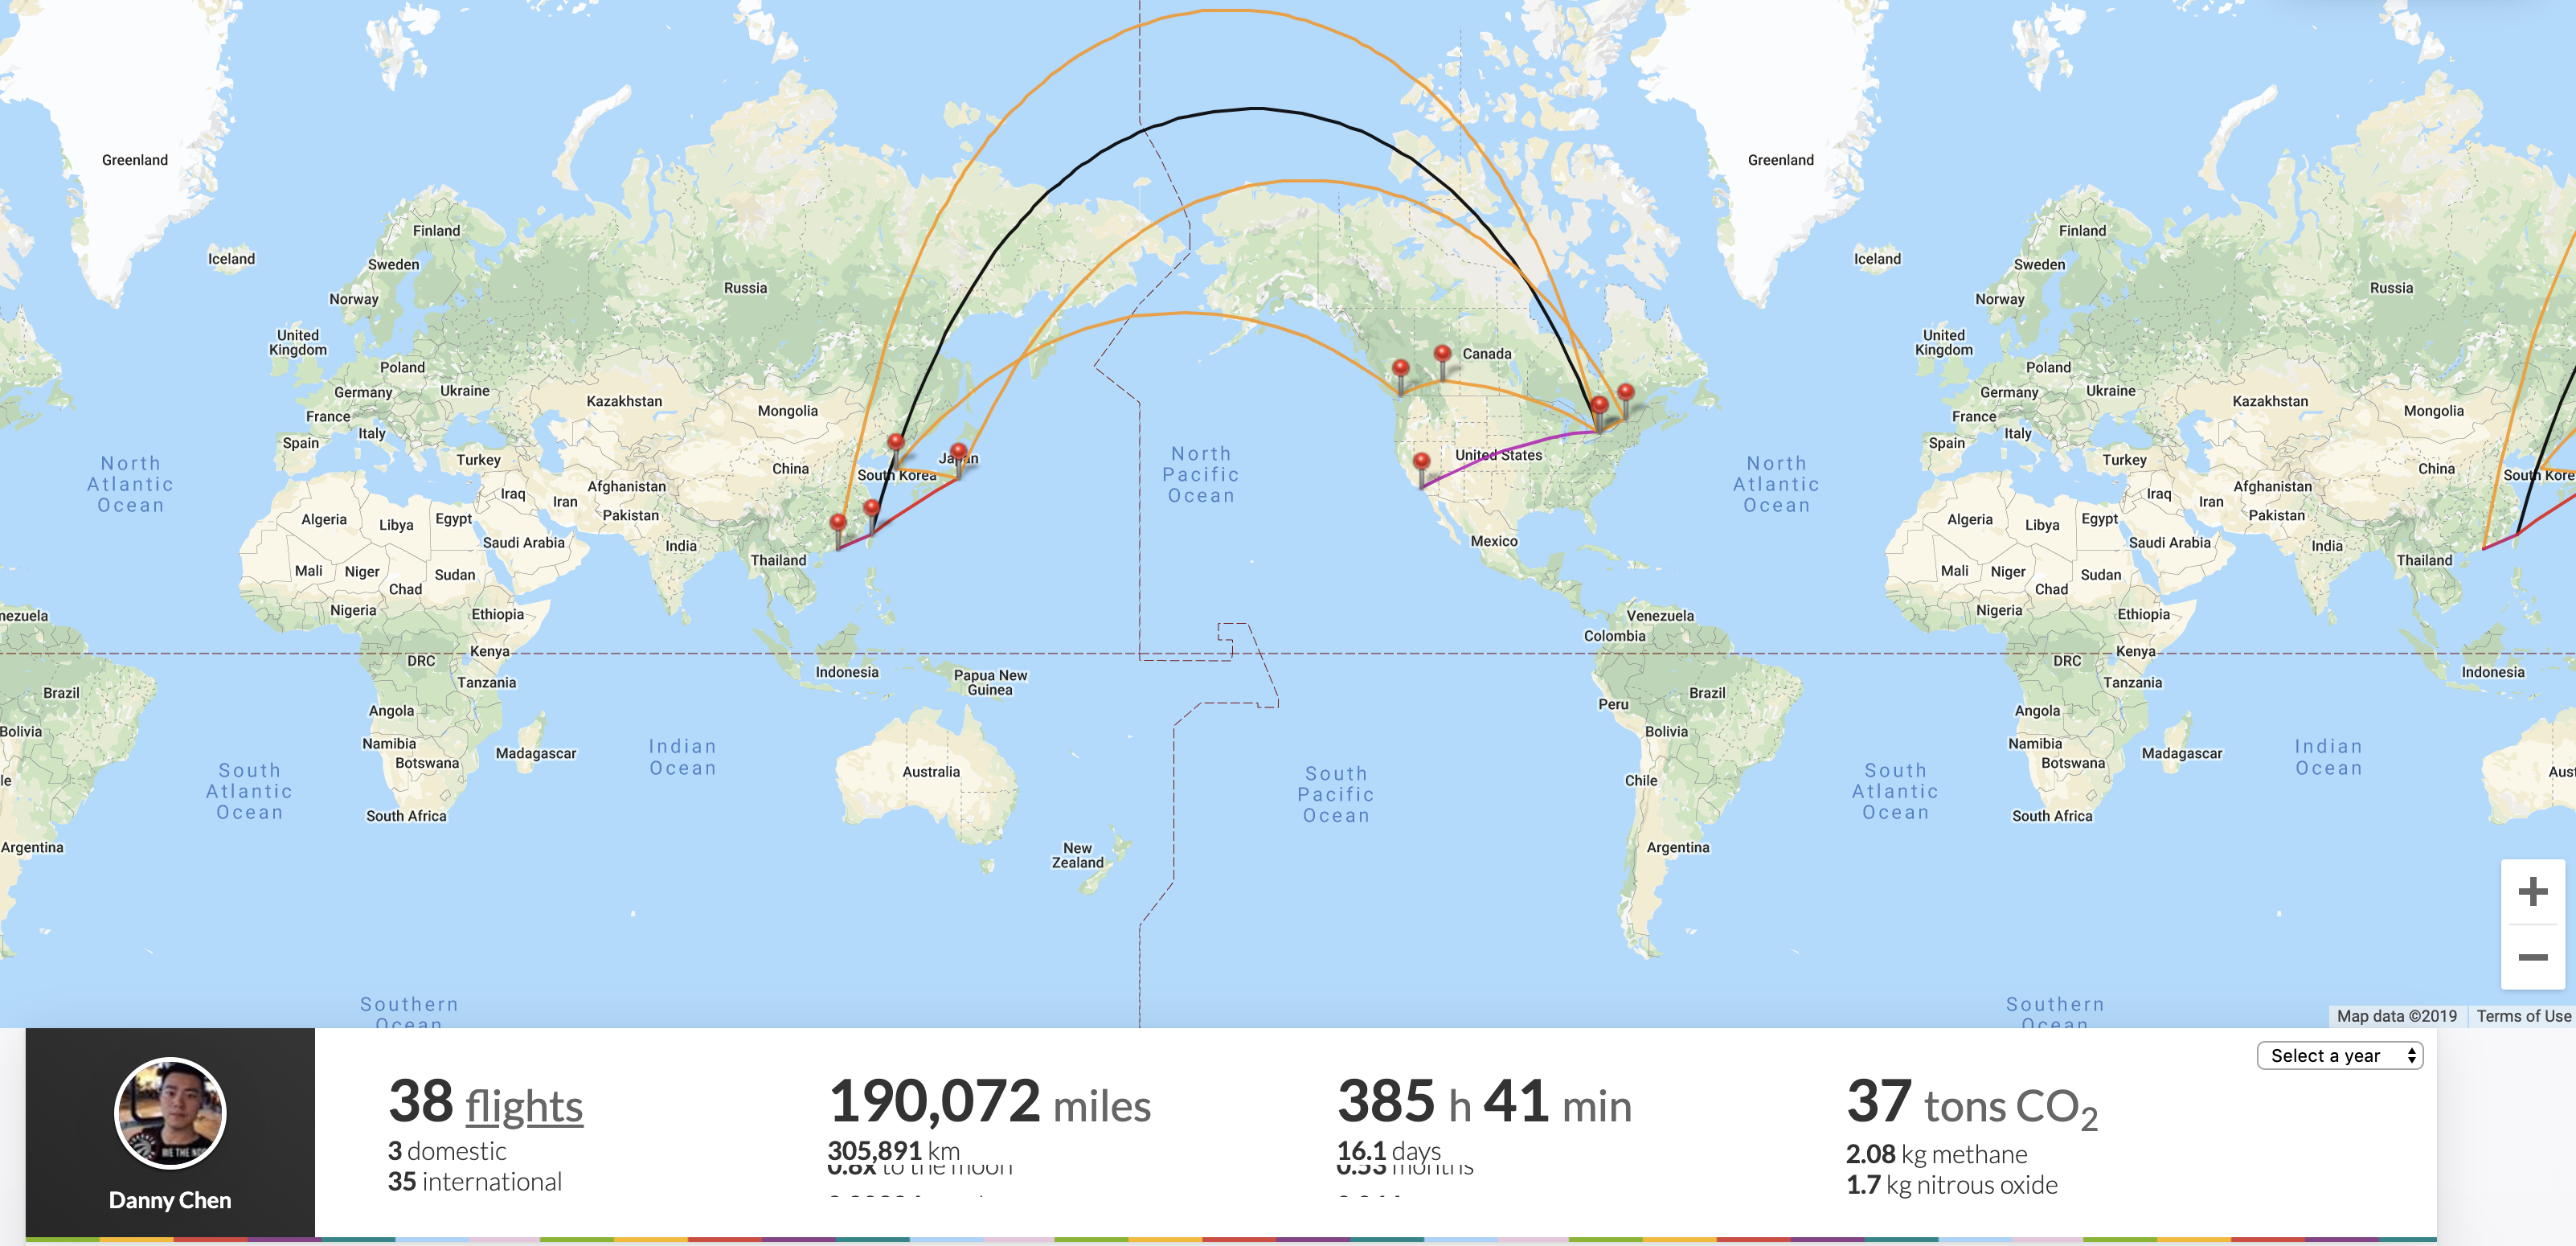 Greenland
Greenland
Iceland
Finland
Sweden
Norway
Russia
Iceland
Finland
Sweden
Norway
Russia
United
Kingdom
Poland
Germany
Ukraine
France
Italy
Spain
Turkey
Kazakhstan
Mongolia
China
South Korea
Japan
Canada
United States
Mexico
North
Atlantic
Ocean
North
Pacific
Ocean
North
Atlantic
Ocean
United
Kingdom
Poland
Germany
Ukraine
France
Italy
Spain
Turkey
Kazakhstan
Mongolia
China
South Kore
Algeria
Libya
Egypt
Iraq
Iran
Afghanistan
Pakistan
Saudi Arabia
India
Thailand
Mali
Niger
Chad
Sudan
Nigeria
Ethiopia
DRC
Kenya
Tanzania
Angola
Namibia
Botswana
Madagascar
South Africa
Indonesia
Papua New
Guinea
Australia
New
Zealand
Indian
Ocean
South
Atlantic
Ocean
South
Pacific
Ocean
Southern
Ocean
nezuela
Brazil
Bolivia
le
Argentina
Venezuela
Colombia
Brazil
Peru
Bolivia
Chile
Argentina
Algeria
Libya
Egypt
Iraq
Iran
Afghanistan
Pakistan
Saudi Arabia
India
Thailand
Mali
Niger
Chad
Sudan
Nigeria
Ethiopia
DRC
Kenya
Tanzania
Angola
Namibia
Botswana
Madagascar
South Africa
Indonesia
Aust
Indian
Ocean
South
Atlantic
Ocean
Southern
Ocean
+
−
Map data ©2019
Terms of Use
Select a year
38 flights
3 domestic
35 international
190,072 miles
305,891 km
0.8x to the moon
385 h 41 min
16.1 days
0.53 months
37 tons CO2
2.08 kg methane
1.7 kg nitrous oxide
Danny Chen